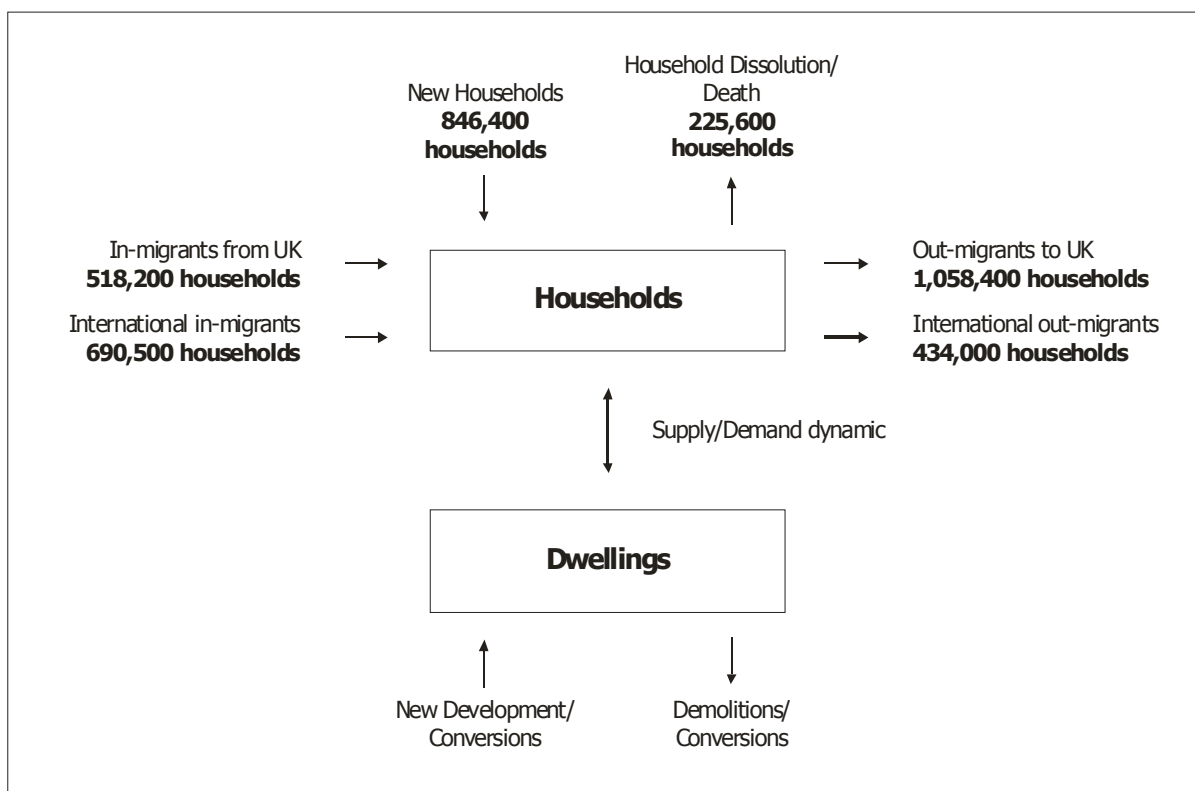 Household Dissolution/
Death
225,600
households
New Households
846,400
households
In-migrants from UK
518,200 households
International in-migrants
690,500 households
Households
Out-migrants to UK
1,058,400 households
International out-migrants
434,000 households
Supply/Demand dynamic
Dwellings
New Development/
Conversions
Demolitions/
Conversions